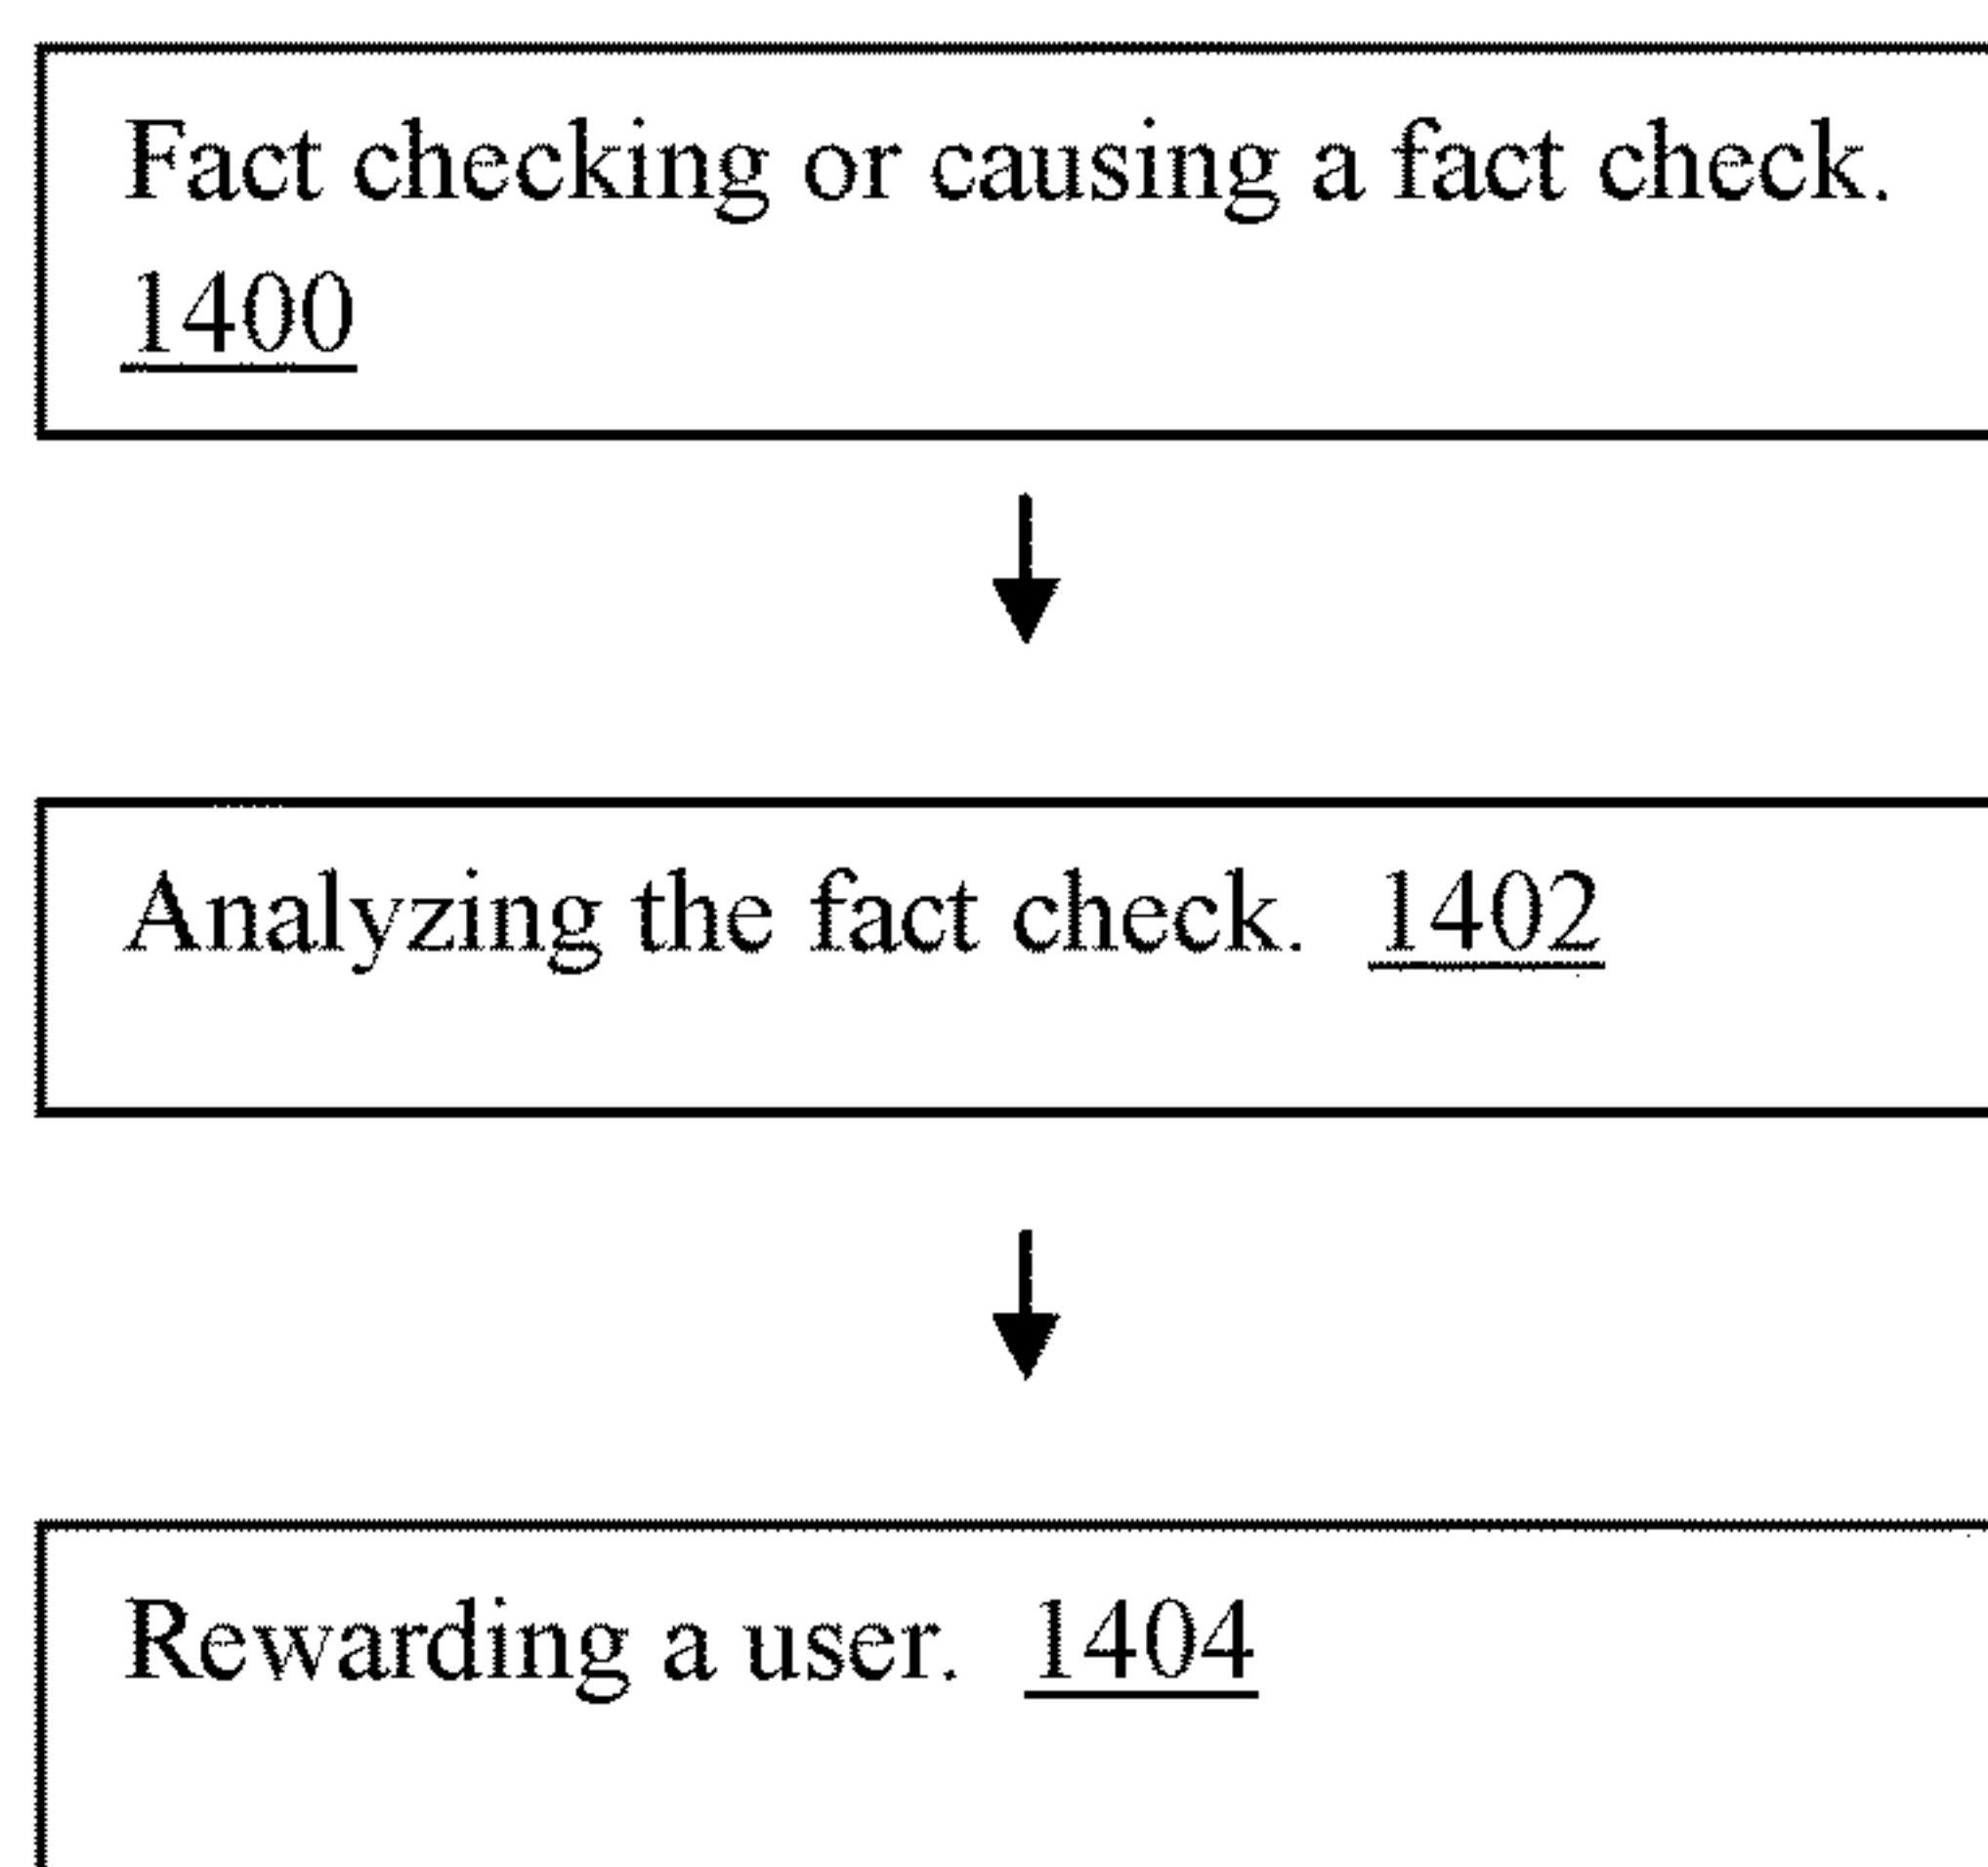 Fact checking or causing a fact check.
1400
Analyzing the fact check. 1402
Rewarding a user. 1404